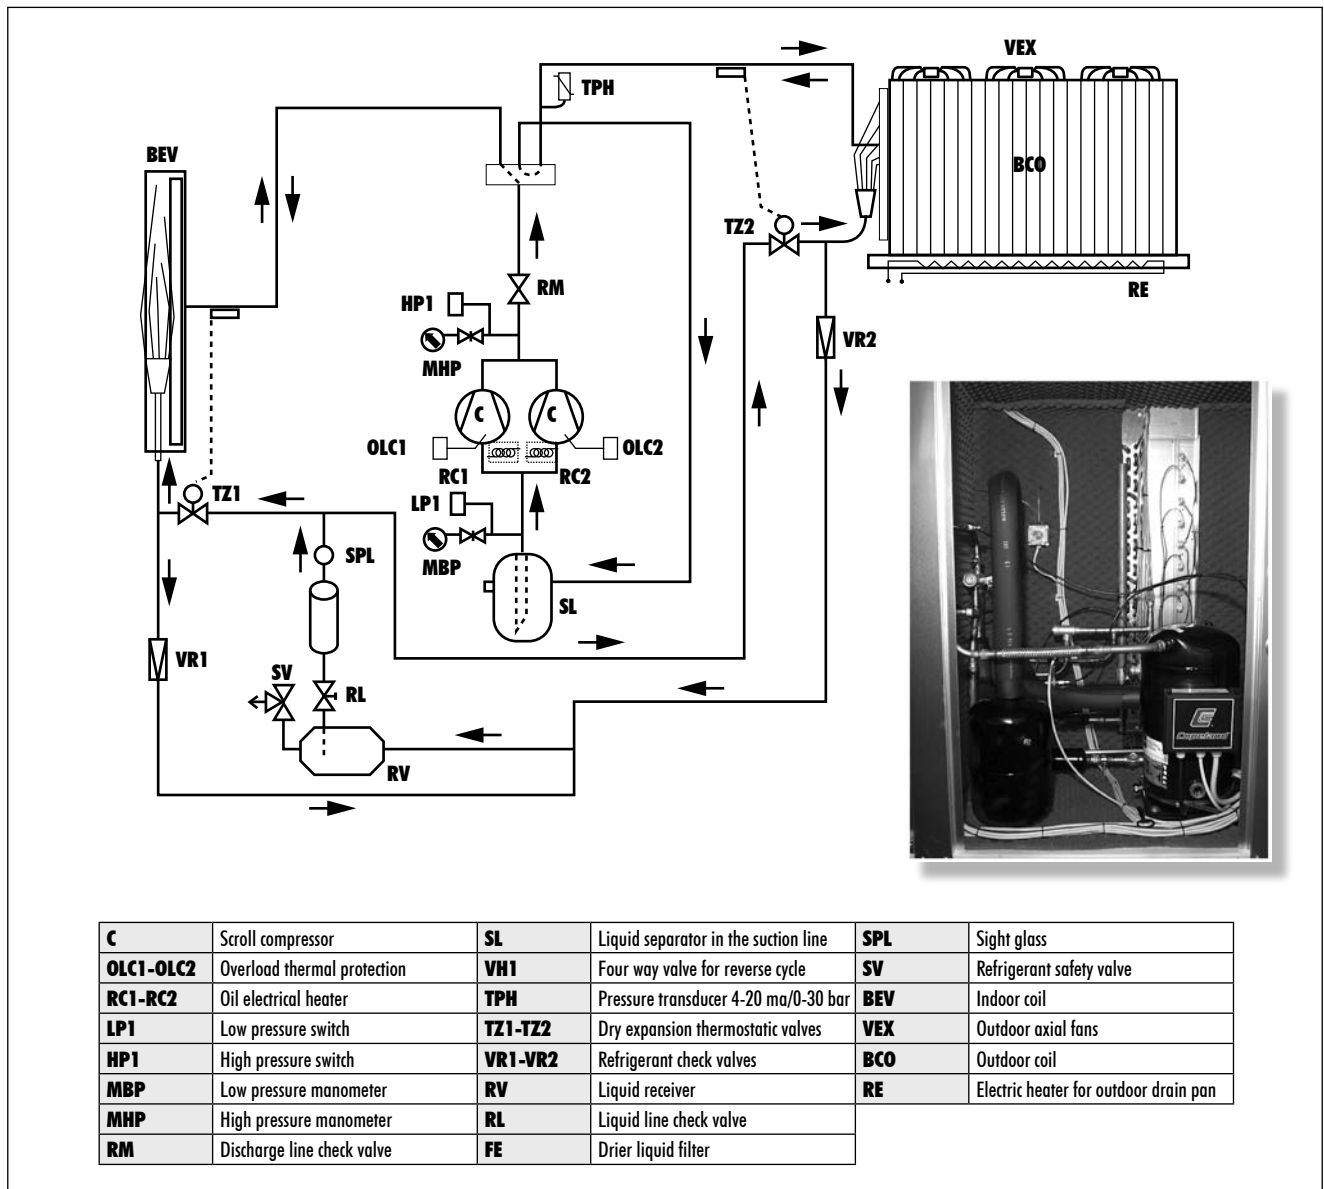 VEX
TPH
BEV
BCO
TZ2
RM
HP1
RE
VR2
MHP
C
C
OLC1
OLC2
RC1
RC2
TZ1
LP1
SPL
MBP
SL
VR1
SV
RL
RV
Copeland
C Scroll compressor SL Liquid separator in the suction line SPL Sight glass
OLC1-OLC2 Overload thermal protection VH1 Four way valve for reverse cycle SV Refrigerant safety valve
RC1-RC2 Oil electrical heater TPH Pressure transducer 4-20 ma/0-30 bar BEV Indoor coil
LP1 Low pressure switch TZ1-TZ2 Dry expansion thermostatic valves VEX Outdoor axial fans
HP1 High pressure switch VR1-VR2 Refrigerant check valves BCO Outdoor coil
MBP Low pressure manometer RV Liquid receiver RE Electric heater for outdoor drain pan
MHP High pressure manometer RL Liquid line check valve
RM Discharge line check valve FE Drier liquid filter